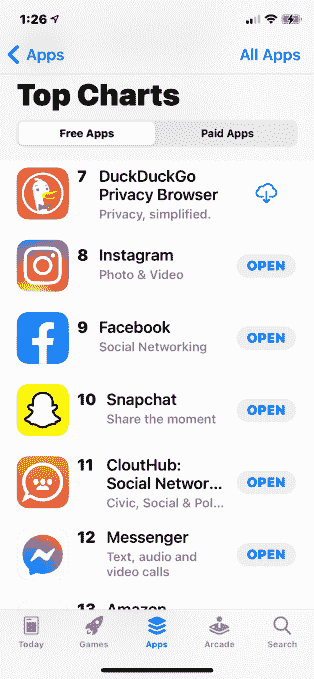 1:26
Apps
All Apps
Top Charts
Free Apps
Paid Apps
7 DuckDuckGo
Privacy Browser
Privacy, simplified.
8 Instagram
Photo & Video
OPEN
9 Facebook
Social Networking
OPEN
10 Snapchat
Share the moment
OPEN
11 CloutHub:
Social Networ...
Civic, Social & Pol...
OPEN
12 Messenger
Text, audio and
video calls
OPEN
13 Amazon
Today
Games
Apps
Arcade
Search